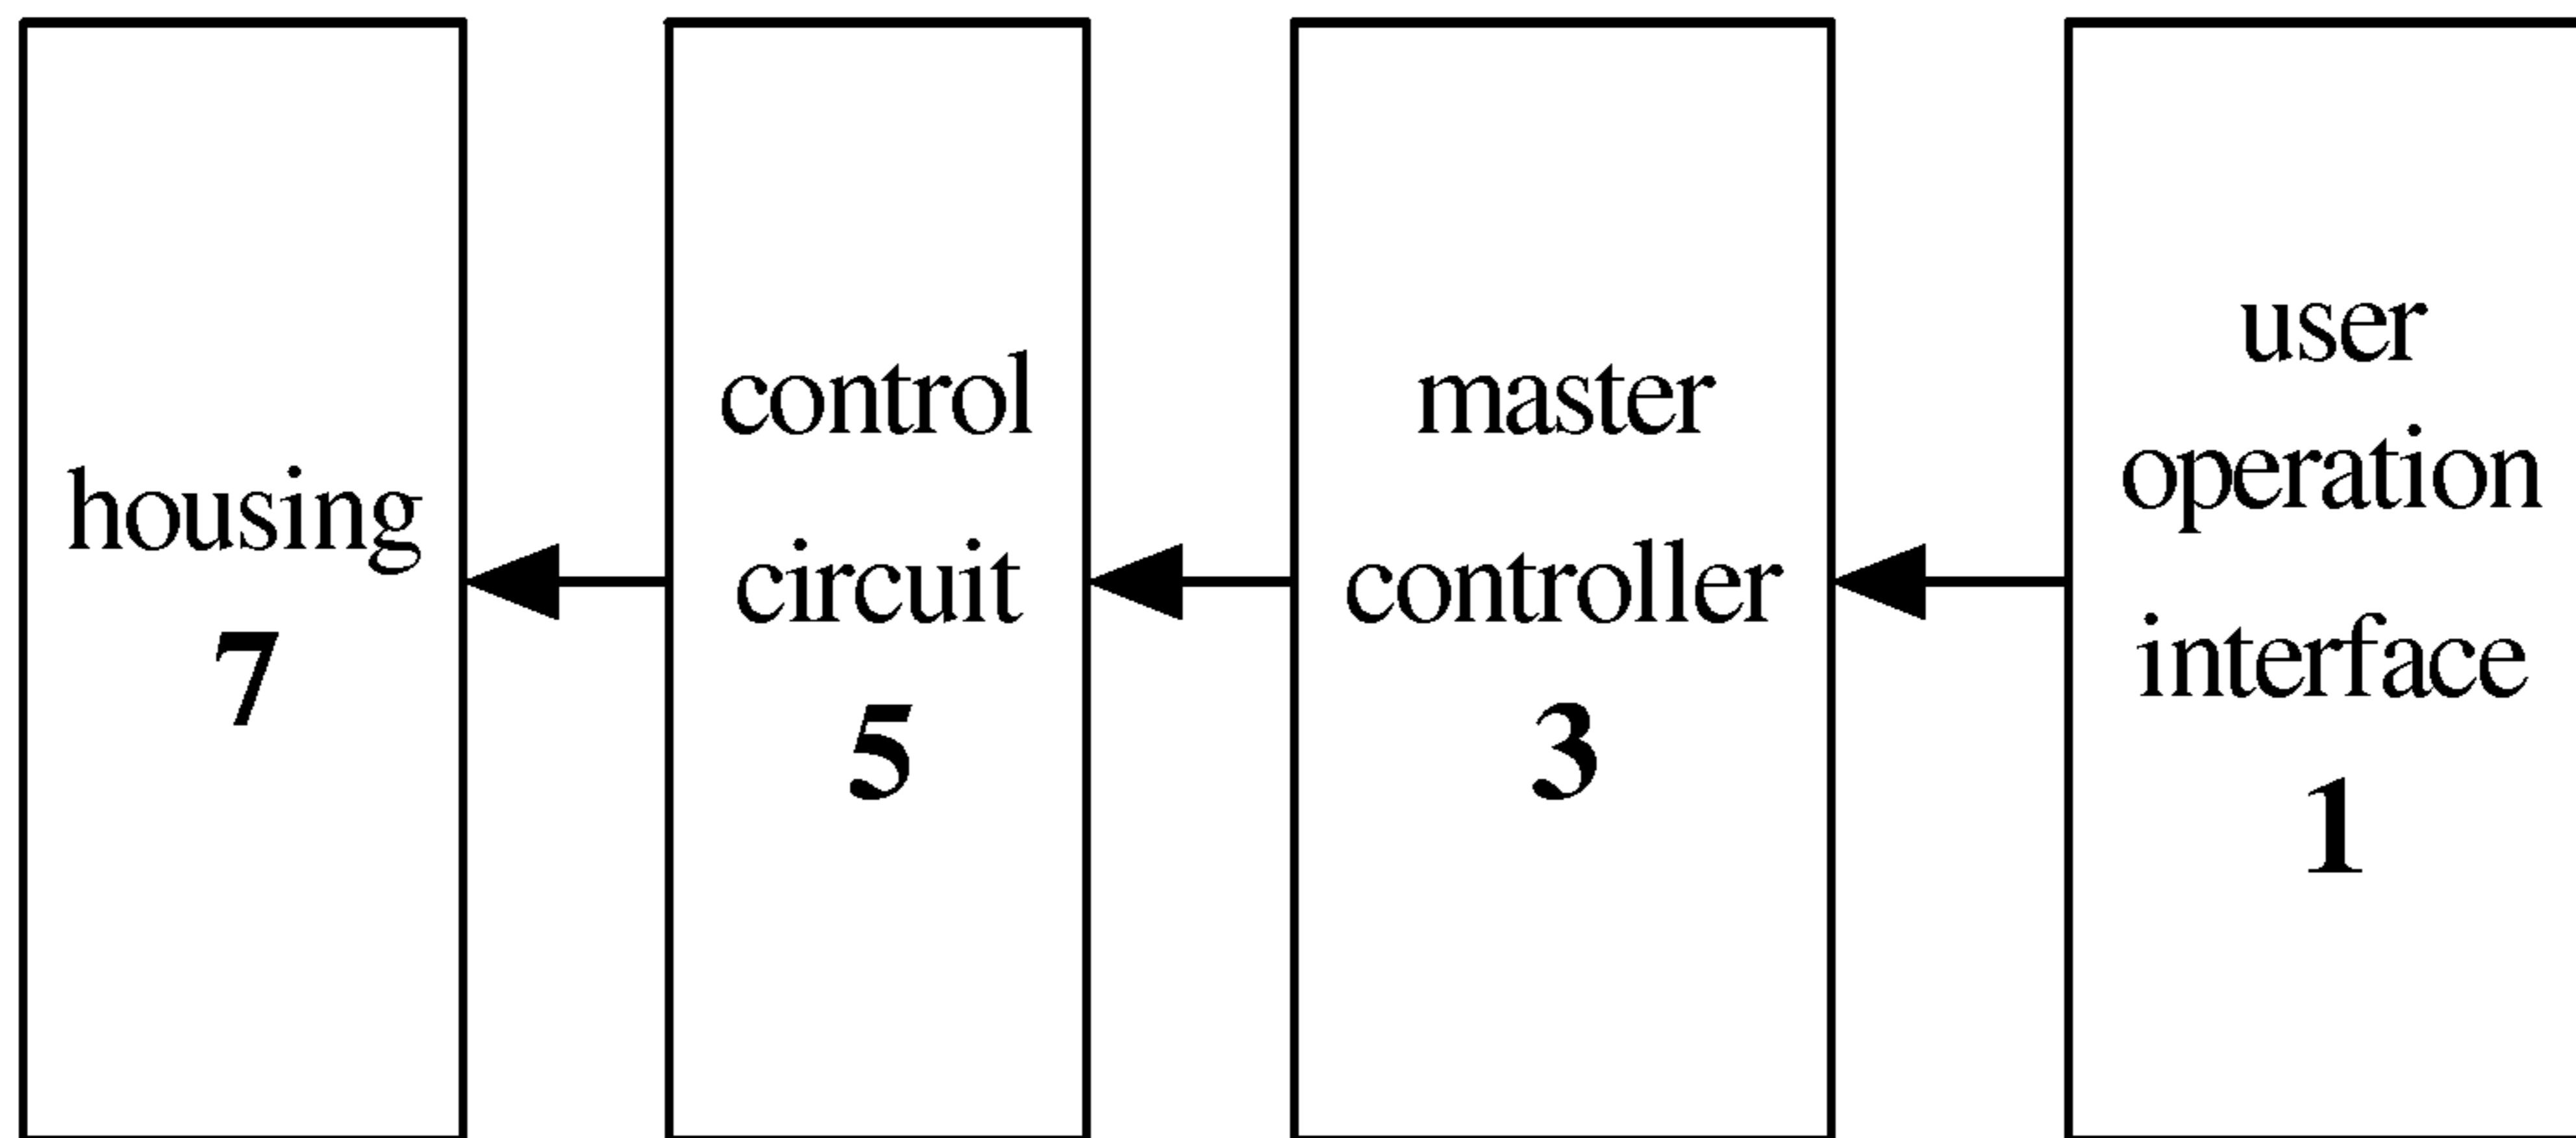 housing
7
control
circuit
5
master
controller
3
user
operation
interface
1